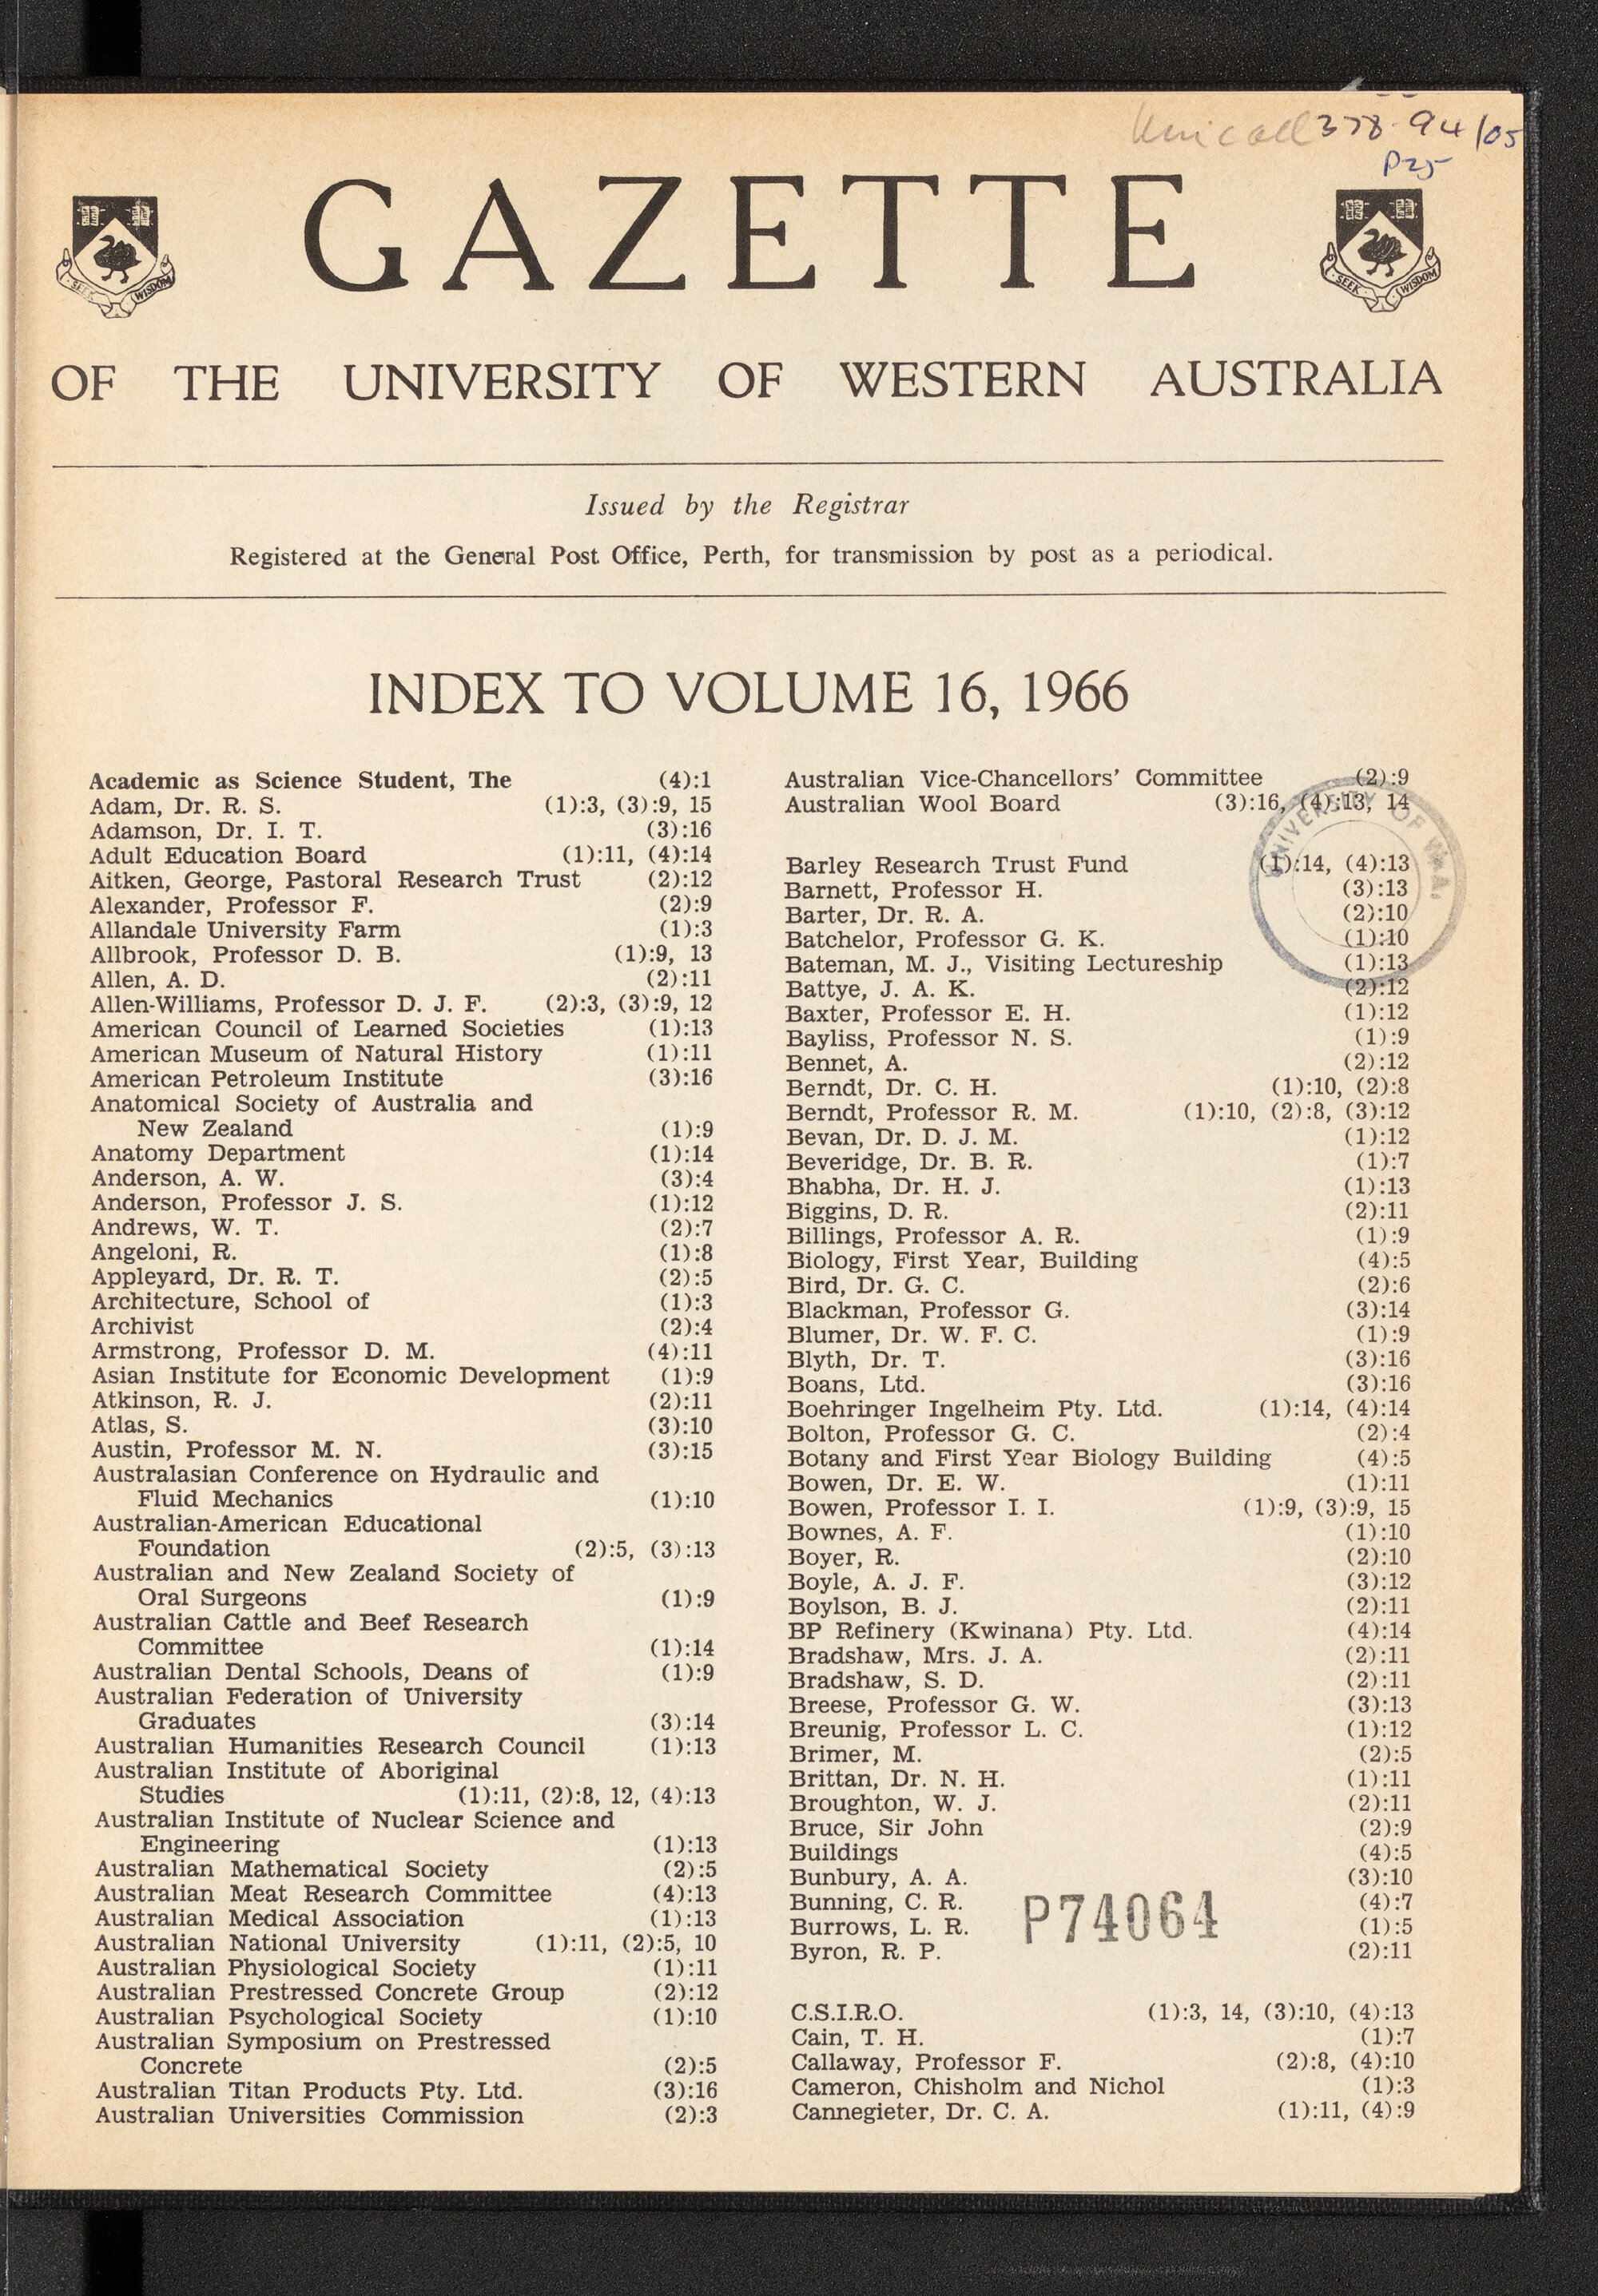 Unicoll 378.94/05
P25
GAZETTE
SEEK WISDOM
SEEK WISDOM
OF THE UNIVERSITY OF WESTERN AUSTRALIA
Issued by the Registrar
Registered at the General Post Office, Perth, for transmission by post as a periodical.
INDEX TO VOLUME 16, 1966
Academic as Science Student, The (4):1
Adam, Dr. R. S. (1):3, (3):9, 15
Adamson, Dr. I. T. (3):16
Adult Education Board (1):11, (4):14
Aitken, George, Pastoral Research Trust (2):12
Alexander, Professor F. (2):9
Allandale University Farm (1):3
Allbrook, Professor D. B. (1):9, 13
Allen, A. D. (2):11
Allen-Williams, Professor D. J. F. (2):3, (3):9, 12
American Council of Learned Societies (1):13
American Museum of Natural History (1):11
American Petroleum Institute (3):16
Anatomical Society of Australia and
New Zealand (1):9
Anatomy Department (1):14
Anderson, A. W. (3):4
Anderson, Professor J. S. (1):12
Andrews, W. T. (2):7
Angeloni, R. (1):8
Appleyard, Dr. R. T. (2):5
Architecture, School of (1):3
Archivist (2):4
Armstrong, Professor D. M. (4):11
Asian Institute for Economic Development (1):9
Atkinson, R. J. (2):11
Atlas, S. (3):10
Austin, Professor M. N. (3):15
Australasian Conference on Hydraulic and
Fluid Mechanics (1):10
Australian-American Educational
Foundation (2):5, (3):13
Australian and New Zealand Society of
Oral Surgeons (1):9
Australian Cattle and Beef Research
Committee (1):14
Australian Dental Schools, Deans of (1):9
Australian Federation of University
Graduates (3):14
Australian Humanities Research Council (1):13
Australian Institute of Aboriginal
Studies (1):11, (2):8, 12, (4):13
Australian Institute of Nuclear Science and
Engineering (1):13
Australian Mathematical Society (2):5
Australian Meat Research Committee (4):13
Australian Medical Association (1):13
Australian National University (1):11, (2):5, 10
Australian Physiological Society (1):11
Australian Prestressed Concrete Group (2):12
Australian Psychological Society (1):10
Australian Symposium on Prestressed
Concrete (2):5
Australian Titan Products Pty. Ltd. (3):16
Australian Universities Commission (2):3
Australian Vice-Chancellors' Committee (2):9
Australian Wool Board (3):16, (4):13, 14
UNIVERSITY OF W.A.
Barley Research Trust Fund (1):14, (4):13
Barnett, Professor H. (3):13
Barter, Dr. R. A. (2):10
Batchelor, Professor G. K. (1):10
Bateman, M. J., Visiting Lectureship (1):13
Battye, J. A. K. (2):12
Baxter, Professor E. H. (1):12
Bayliss, Professor N. S. (1):9
Bennet, A. (2):12
Berndt, Dr. C. H. (1):10, (2):8
Berndt, Professor R. M. (1):10, (2):8, (3):12
Bevan, Dr. D. J. M. (1):12
Beveridge, Dr. B. R. (1):7
Bhabha, Dr. H. J. (1):13
Biggins, D. R. (2):11
Billings, Professor A. R. (1):9
Biology, First Year, Building (4):5
Bird, Dr. G. C. (2):6
Blackman, Professor G. (3):14
Blumer, Dr. W. F. C. (1):9
Blyth, Dr. T. (3):16
Boans, Ltd. (3):16
Boehringer Ingelheim Pty. Ltd. (1):14, (4):14
Bolton, Professor G. C. (2):4
Botany and First Year Biology Building (4):5
Bowen, Dr. E. W. (1):11
Bowen, Professor I. I. (1):9, (3):9, 15
Bownes, A. F. (1):10
Boyer, R. (2):10
Boyle, A. J. F. (3):12
Boylson, B. J. (2):11
BP Refinery (Kwinana) Pty. Ltd. (4):14
Bradshaw, Mrs. J. A. (2):11
Bradshaw, S. D. (2):11
Breese, Professor G. W. (3):13
Breunig, Professor L. C. (1):12
Brimer, M. (2):5
Brittan, Dr. N. H. (1):11
Broughton, W. J. (2):11
Bruce, Sir John (2):9
Buildings (4):5
Bunbury, A. A. (3):10
Bunning, C. R. (4):7
Burrows, L. R. (1):5
Byron, R. P. (2):11
P74064
C.S.I.R.O. (1):3, 14, (3):10, (4):13
Cain, T. H. (1):7
Callaway, Professor F. (2):8, (4):10
Cameron, Chisholm and Nichol (1):3
Cannegieter, Dr. C. A. (1):11, (4):9